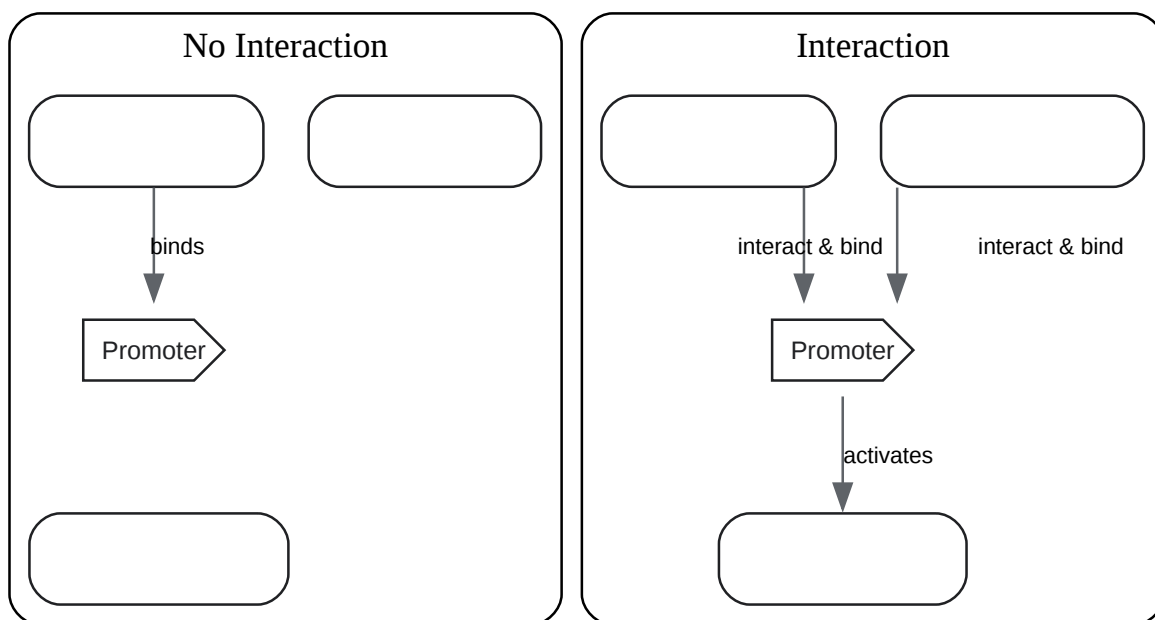 No Interaction
binds
Promoter
Interaction
interact & bind
interact & bind
Promoter
activates